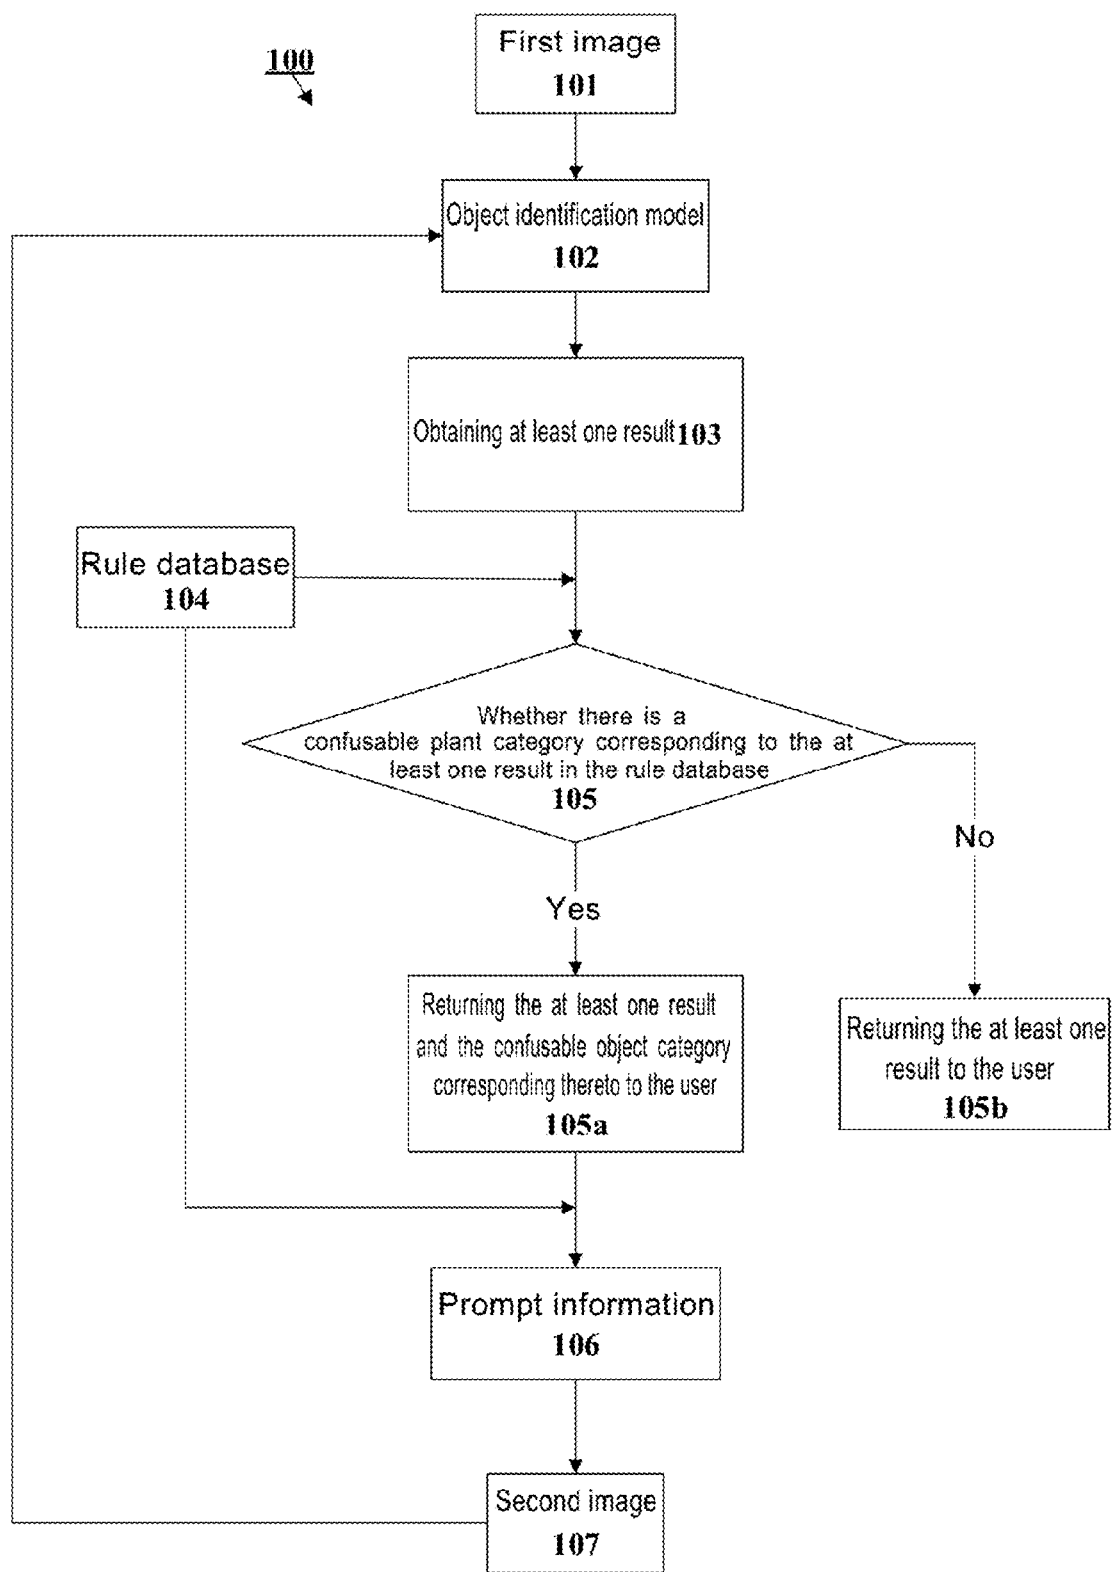 100
First image
101
Object identification model
102
Obtaining at least one result 103
Rule database
104
Whether there is a
confusable plant category corresponding to the at
least one result in the rule database
105
No
Yes
Returning the at least one result
and the confusable object category
corresponding thereto to the user
105a
Returning the at least one
result to the user
105b
Prompt information
106
Second image
107